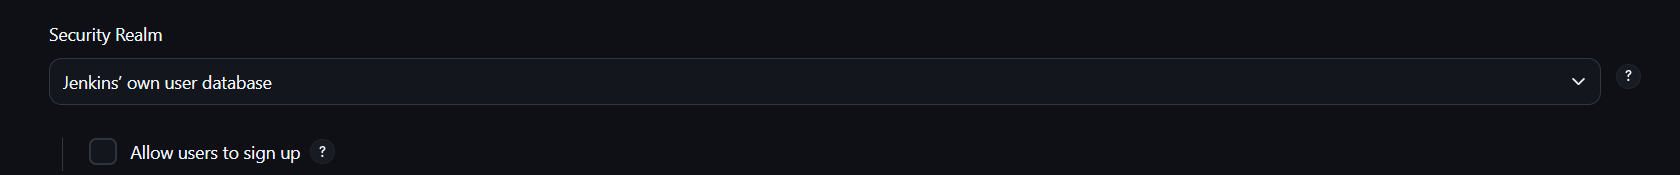 Security Realm
Jenkins’ own user database
?
Allow users to sign up ?